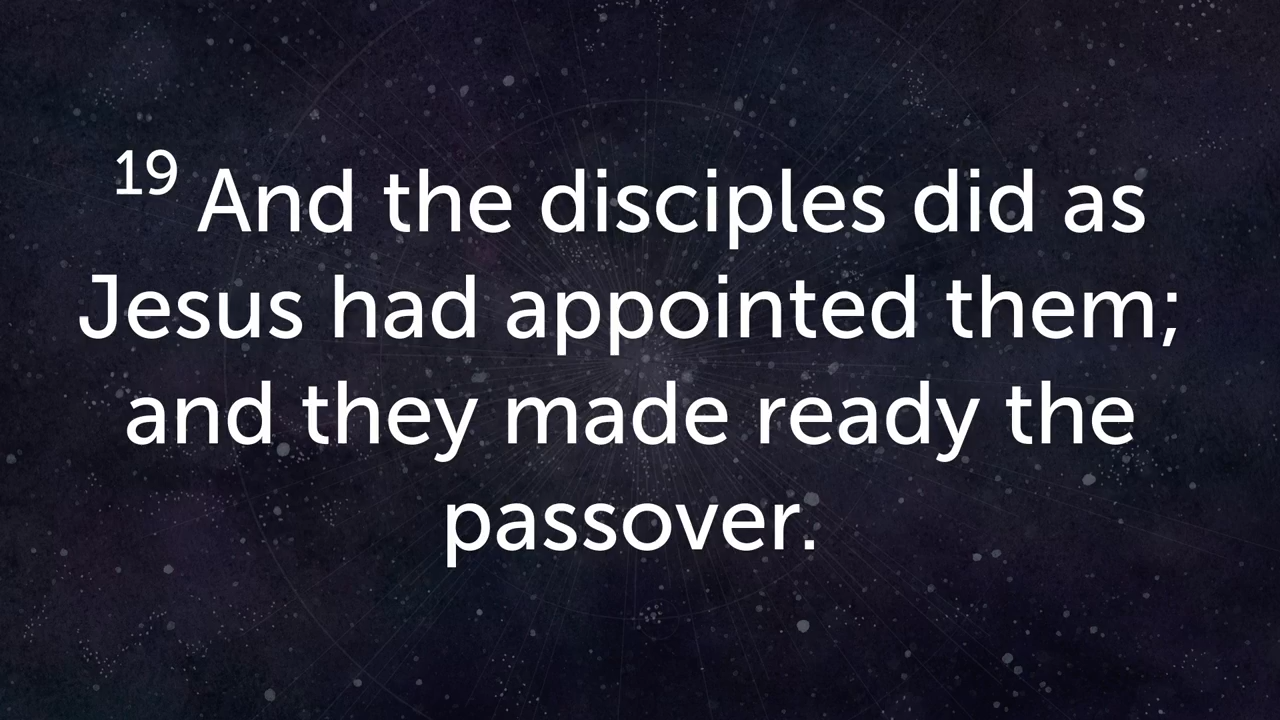 19 And the disciples did as
Jesus had appointed them;
and they made ready the
passover.